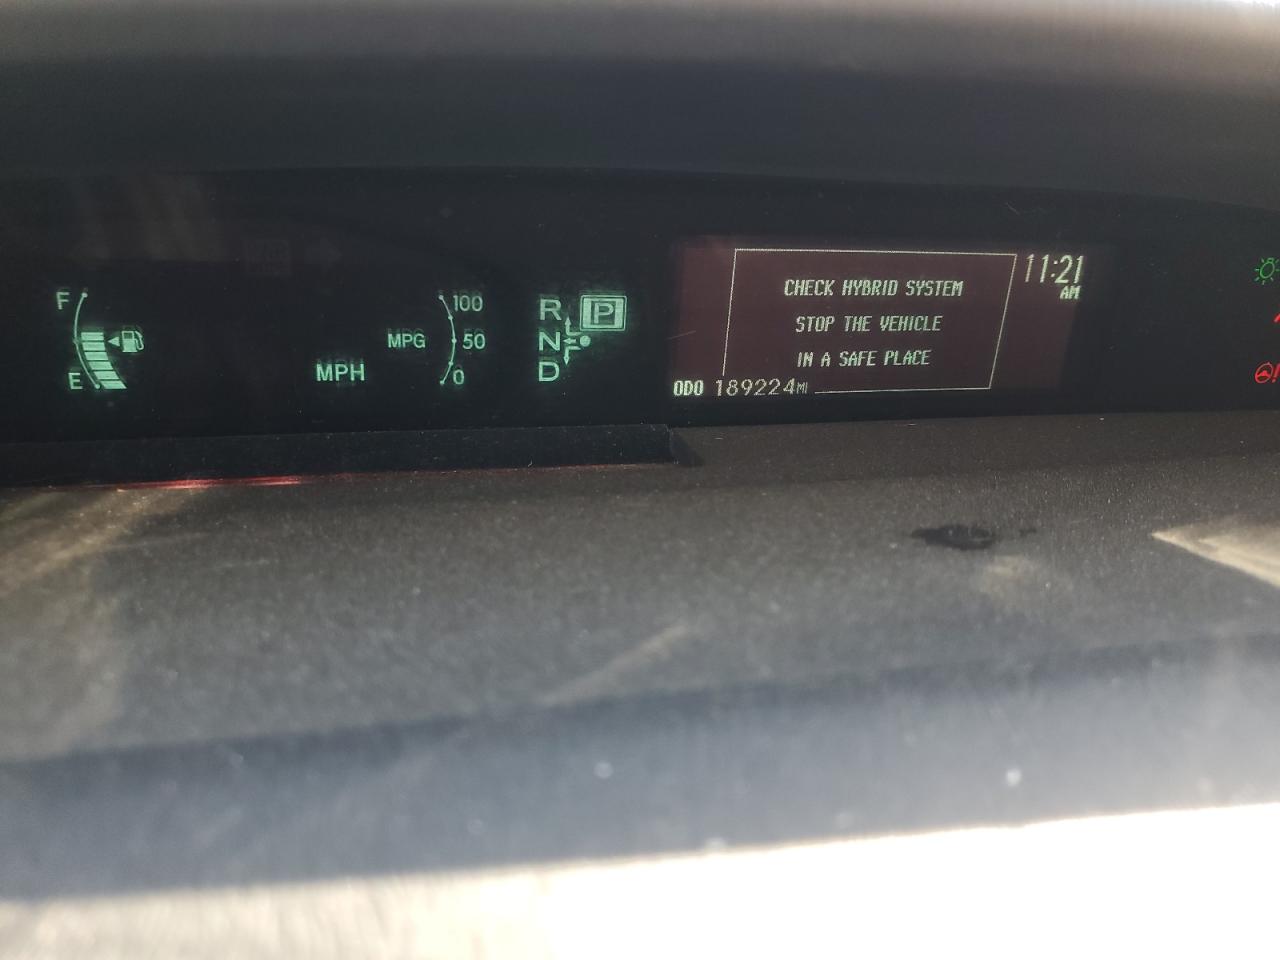 F
E
MPH
MPG
100
50
0
R
N
D
P
CHECK HYBRID SYSTEM
STOP THE VEHICLE
IN A SAFE PLACE
11:21
AM
ODO 189224MI